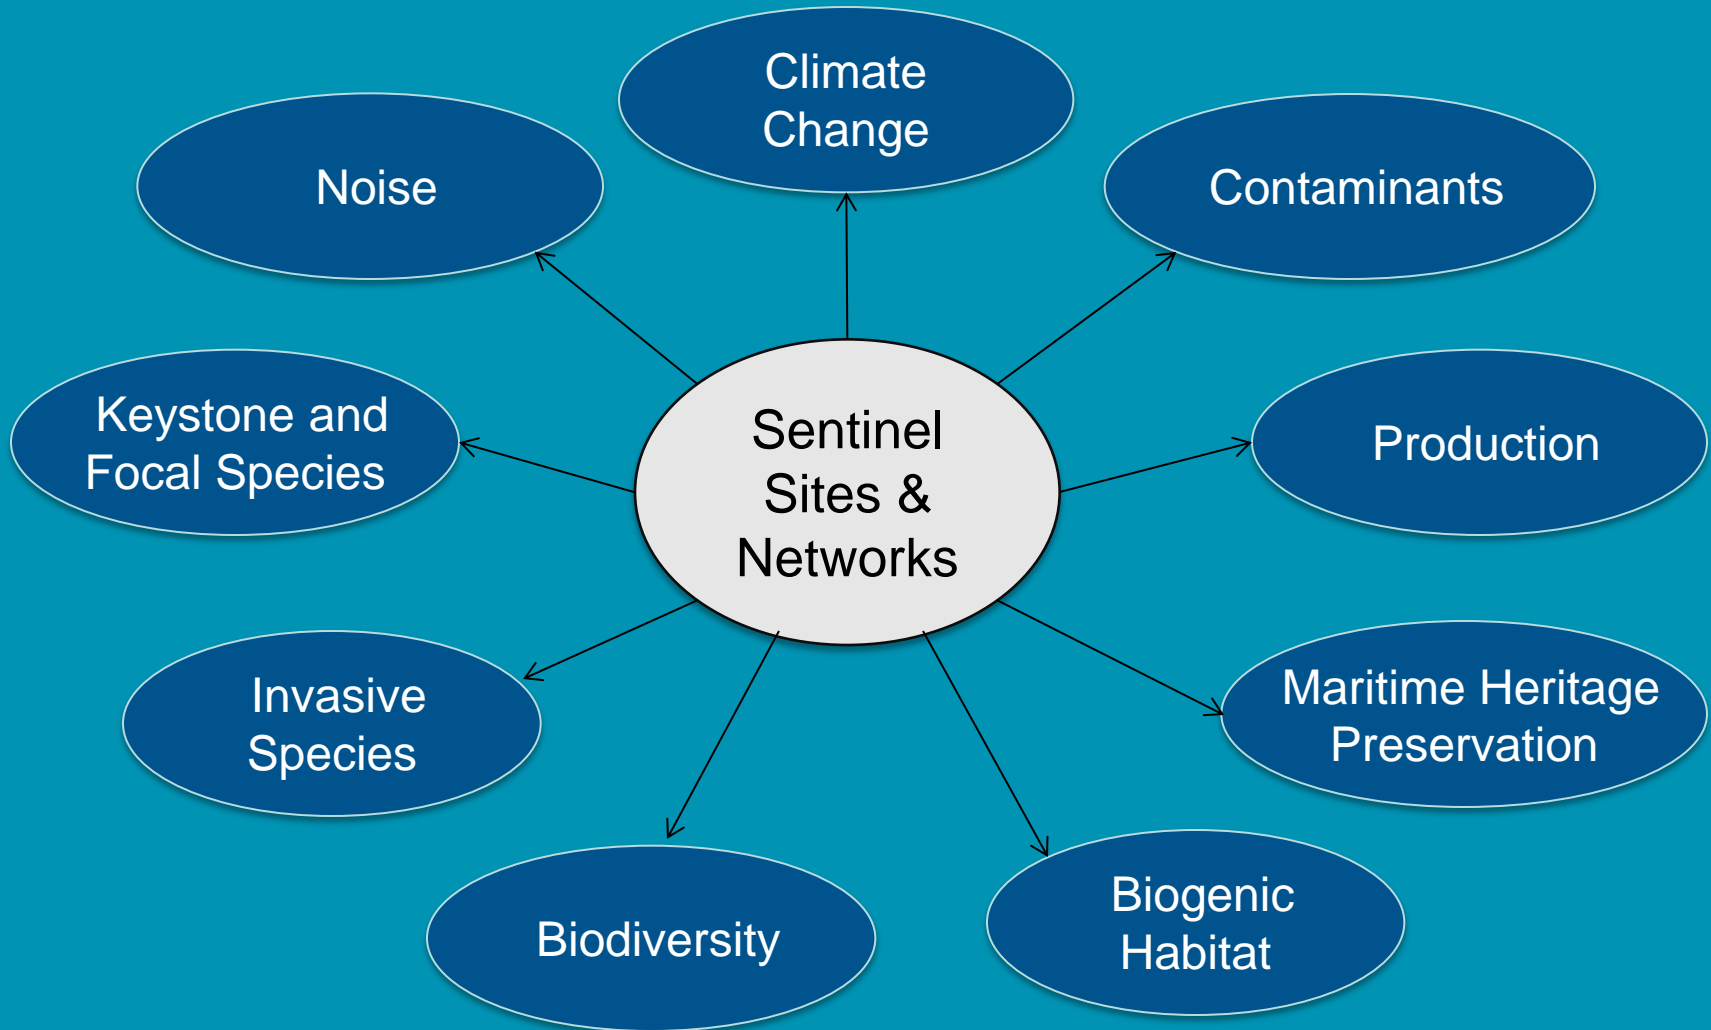 Climate
Change
Noise
Contaminants
Keystone and
Focal Species
Sentinel
Sites &
Networks
Production
Invasive
Species
Maritime Heritage
Preservation
Biodiversity
Biogenic
Habitat